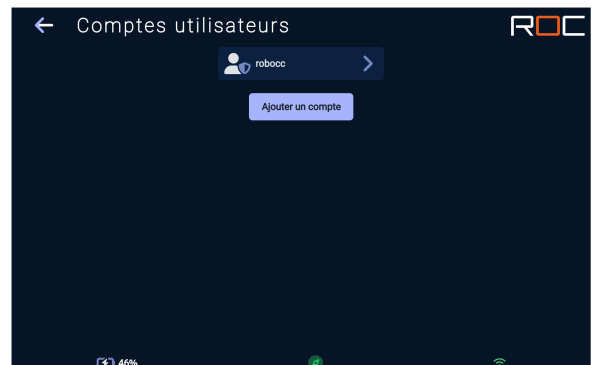 Comptes utilisateurs
ROC
robocc
Ajouter un compte
46%